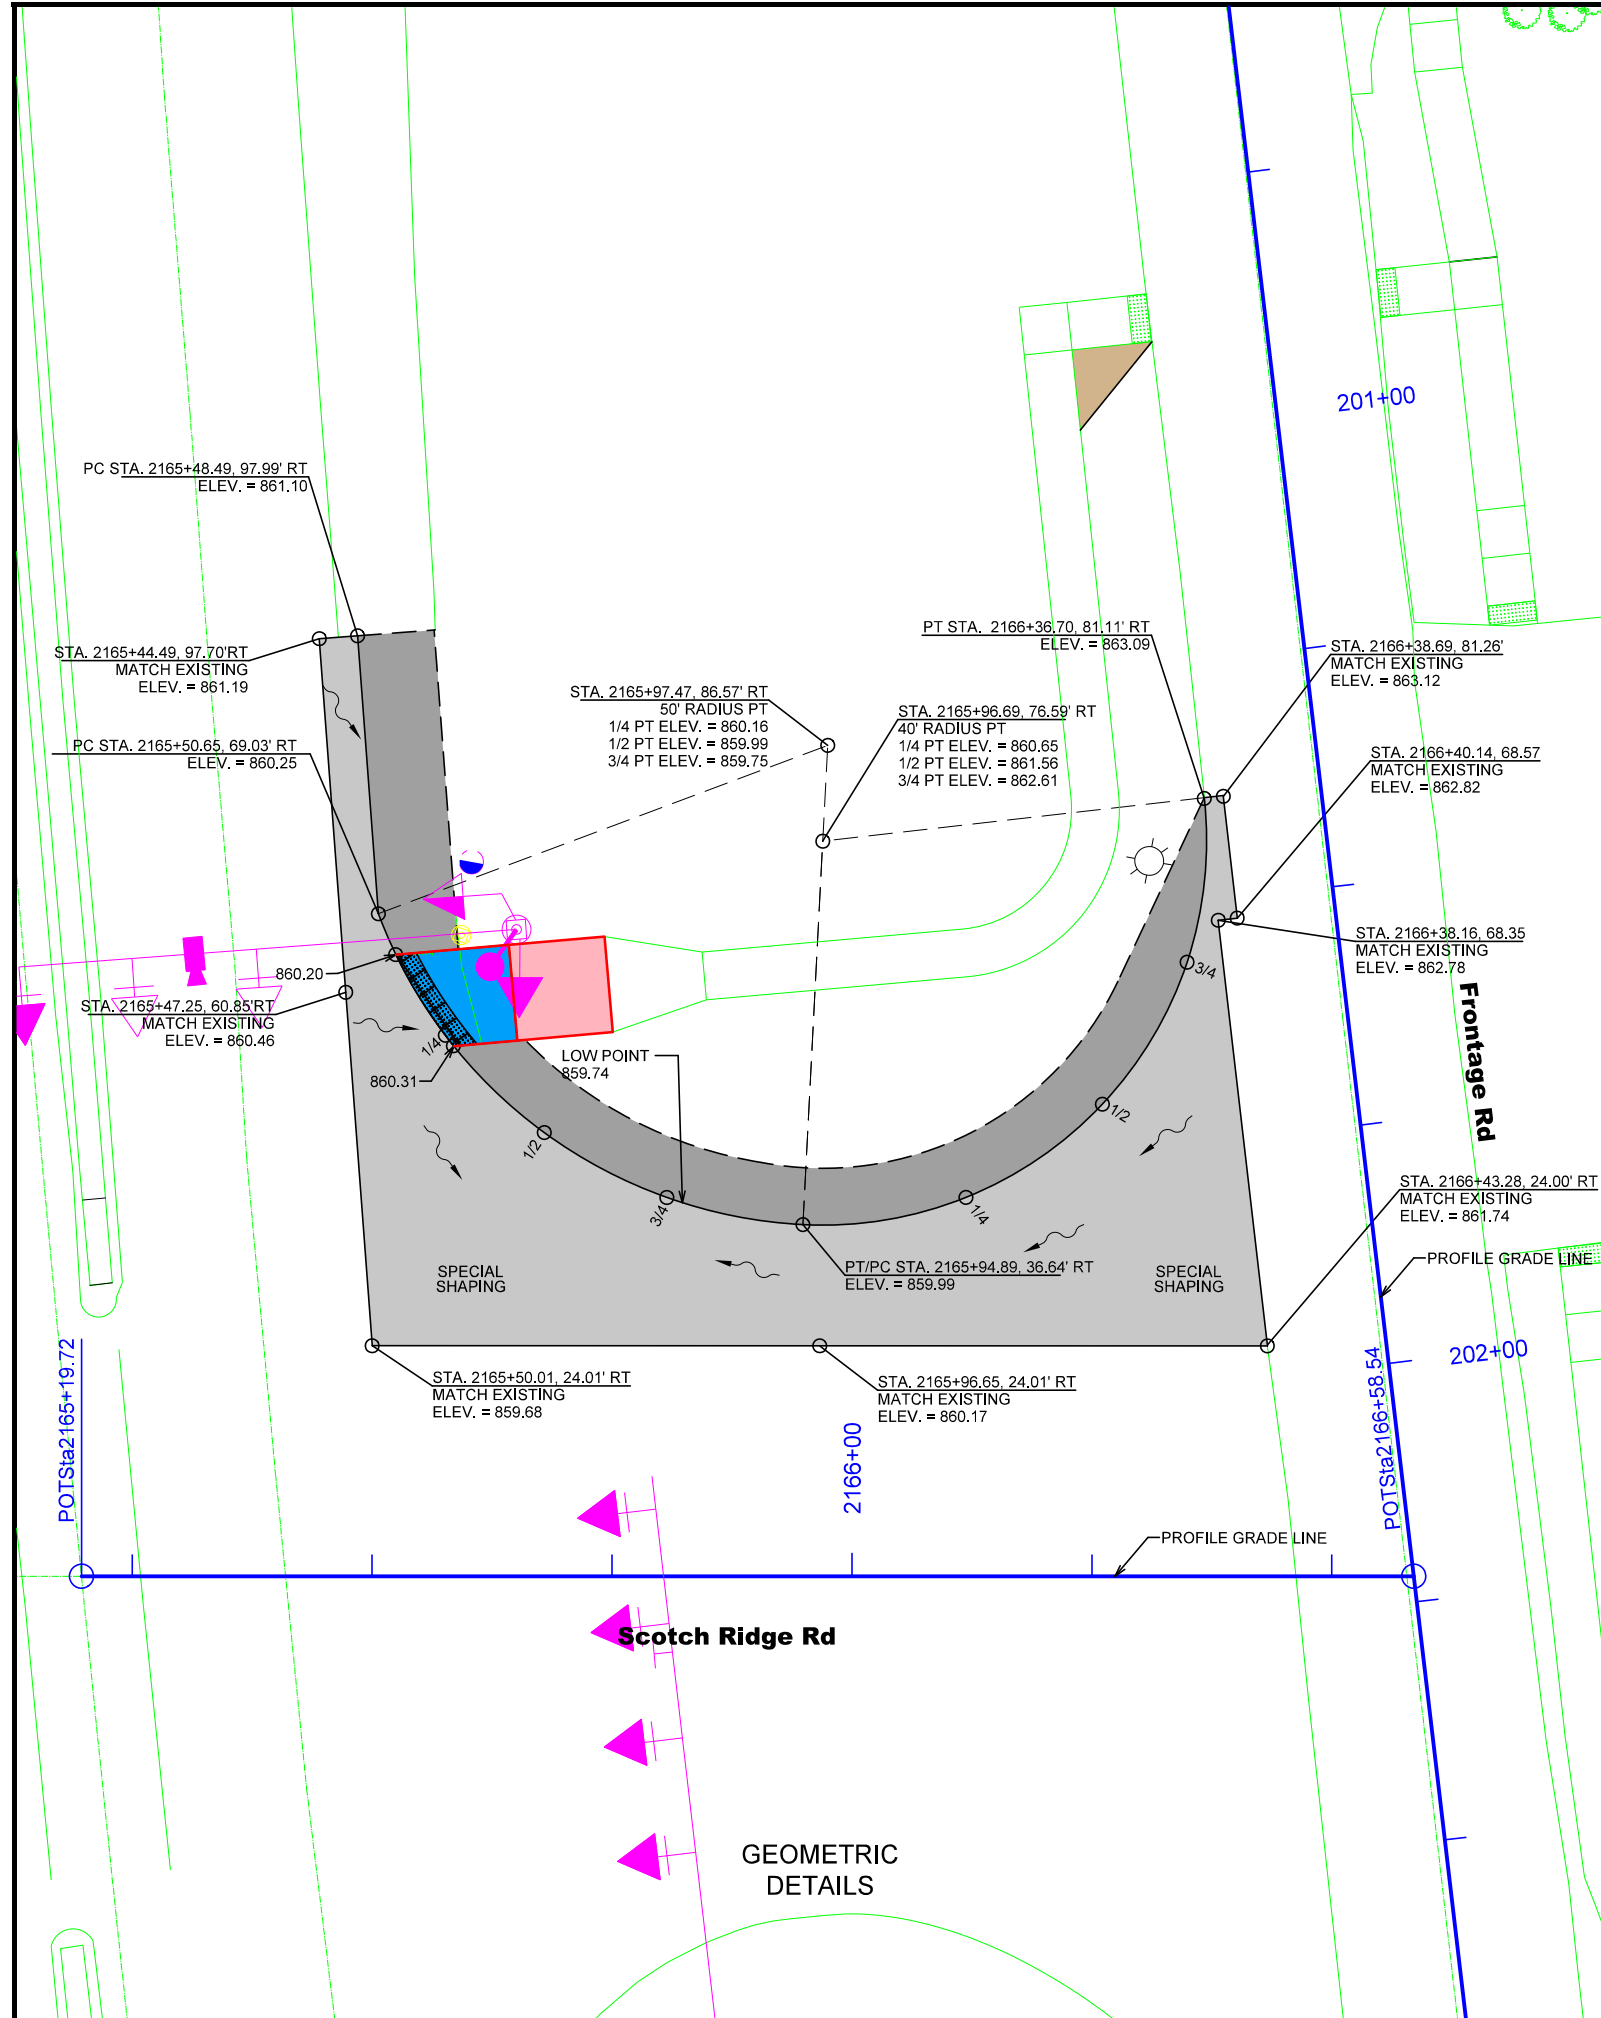 201+00
PC STA. 2165+48.49, 97.99' RT
ELEV. = 861.10
STA. 2165+44.49, 97.70'RT
MATCH EXISTING
ELEV. = 861.19
PC STA. 2165+50.65, 69.03' RT
ELEV. = 860.25
STA. 2165+97.47, 86.57' RT
50' RADIUS PT
1/4 PT ELEV. = 860.16
1/2 PT ELEV. = 859.99
3/4 PT ELEV. = 859.75
STA. 2165+96.69, 76.59' RT
40' RADIUS PT
1/4 PT ELEV. = 860.65
1/2 PT ELEV. = 861.56
3/4 PT ELEV. = 862.61
PT STA. 2166+36.70, 81.11' RT
ELEV. = 863.09
STA. 2166+38.69, 81.26'
MATCH EXISTING
ELEV. = 863.12
STA. 2166+40.14, 68.57
MATCH EXISTING
ELEV. = 862.82
STA. 2166+38.16, 68.35
MATCH EXISTING
ELEV. = 862.78
860.20
STA. 2165+47.25, 60.85'RT
MATCH EXISTING
ELEV. = 860.46
3/4
Frontage Rd
1/4
860.31
LOW POINT
859.74
1/2
1/2
3/4
1/4
STA. 2166+43.28, 24.00' RT
MATCH EXISTING
ELEV. = 861.74
PROFILE GRADE LINE
SPECIAL
SHAPING
PT/PC STA. 2165+94.89, 36.64' RT
ELEV. = 859.99
SPECIAL
SHAPING
202+00
POTSta2165+19.72
STA. 2165+50.01, 24.01' RT
MATCH EXISTING
ELEV. = 859.68
STA. 2165+96.65, 24.01' RT
MATCH EXISTING
ELEV. = 860.17
POTSta2166+58.54
2166+00
PROFILE GRADE LINE
Scotch Ridge Rd
GEOMETRIC
DETAILS